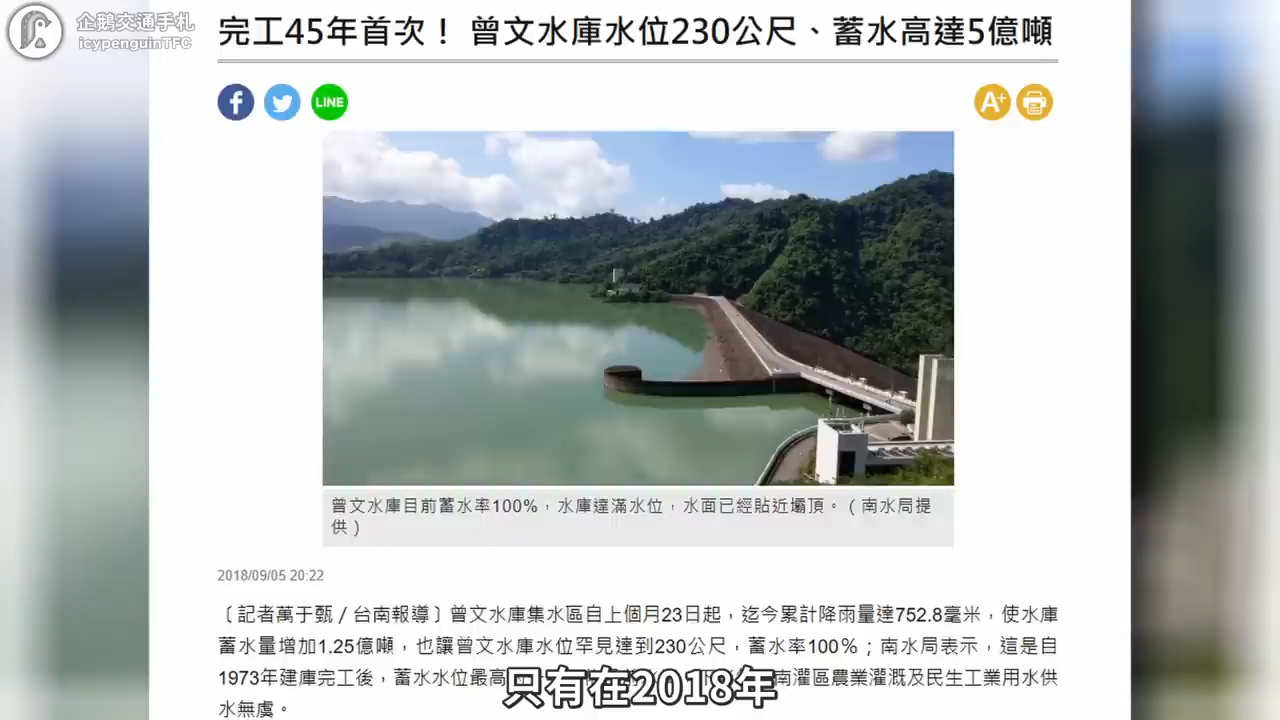 企鵝交通手札
icypenguinTFC
完工45年首次！ 曾文水庫水位230公尺、蓄水高達5億噸
LINE
A+
曾文水庫目前蓄水率100%，水庫達滿水位，水面已經貼近壩頂。（南水局提
供）
2018/09/05 20:22
〔記者萬于甄／台南報導〕曾文水庫集水區自上個月23日起，迄今累計降雨量達752.8毫米，使水庫
蓄水量增加1.25億噸，也讓曾文水庫水位罕見達到230公尺，蓄水率100%；南水局表示，這是自
1973年建庫完工後，蓄水水位最高
南灌區農業灌溉及民生工業用水供
水無虞。
只有在2018年